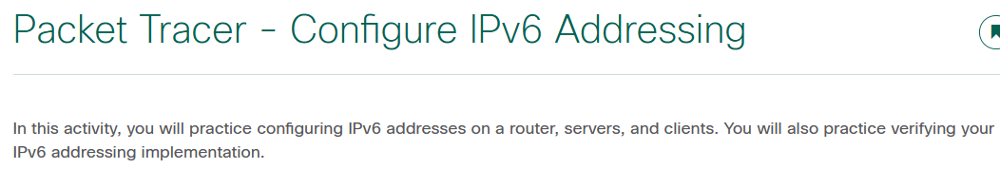 Packet Tracer - Configure IPv6 Addressing
In this activity, you will practice configuring IPv6 addresses on a router, servers, and clients. You will also practice verifying your
IPv6 addressing implementation.